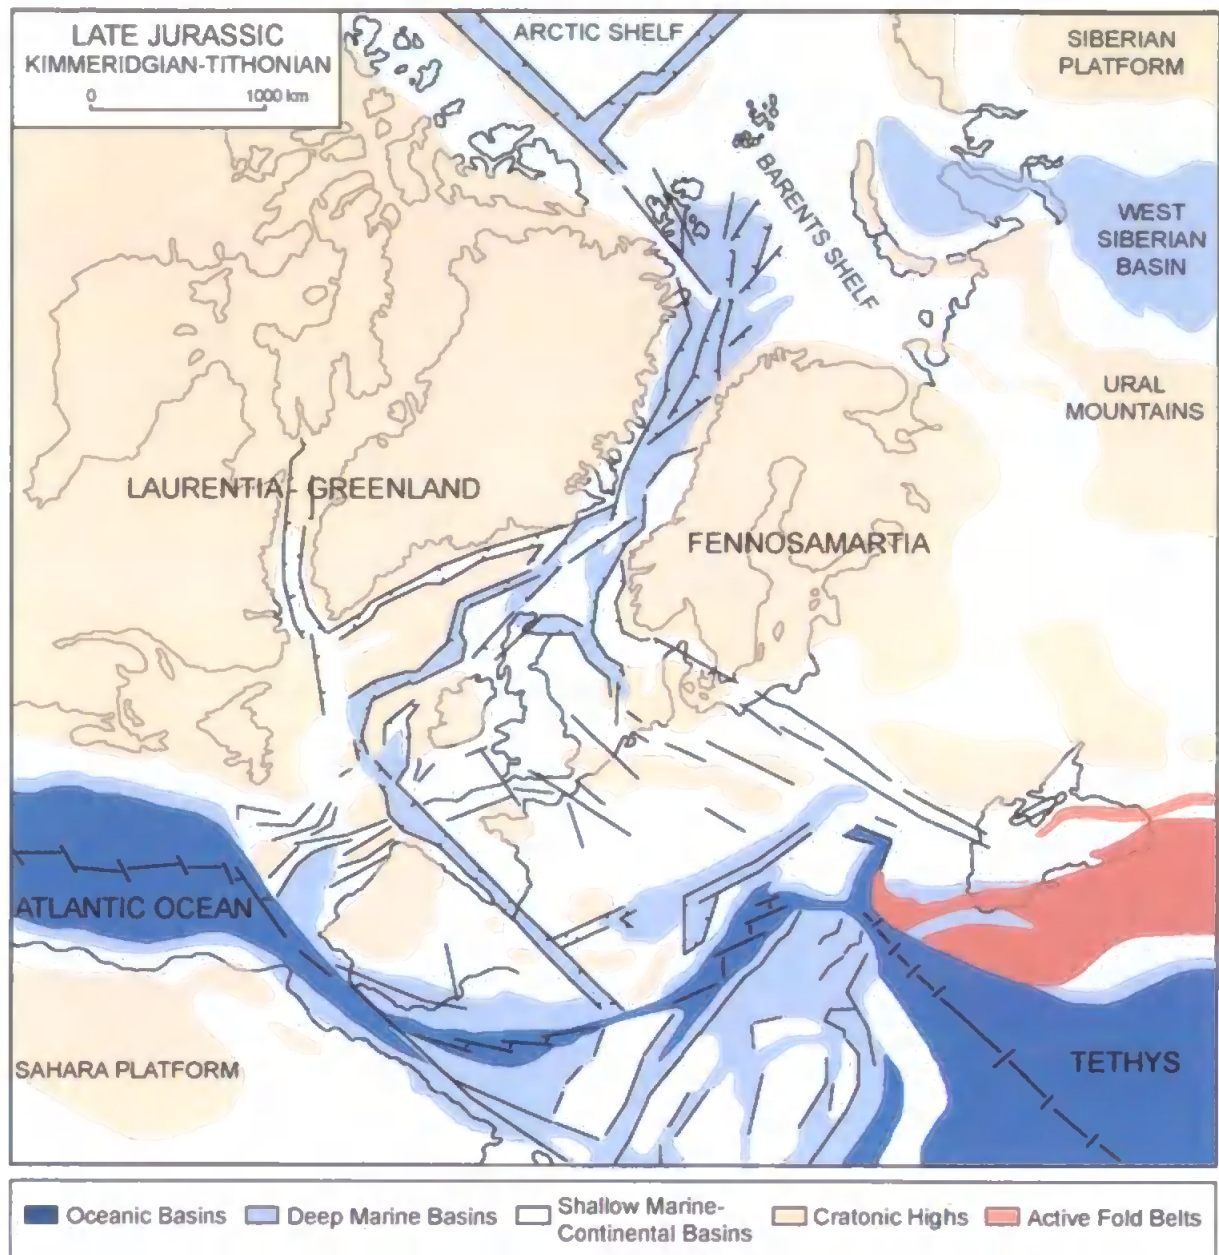 LATE JURASSIC
KIMMERIDGIAN-TITHONIAN
0 1000 km
ARCTIC SHELF
SIBERIAN
PLATFORM
BARENTS SHELF
WEST
SIBERIAN
BASIN
URAL
MOUNTAINS
LAURENTIA - GREENLAND
FENNOSAMARTIA
ATLANTIC OCEAN
SAHARA PLATFORM
TETHYS
Oceanic Basins
Deep Marine Basins
Shallow Marine-
Continental Basins
Cratonic Highs
Active Fold Belts